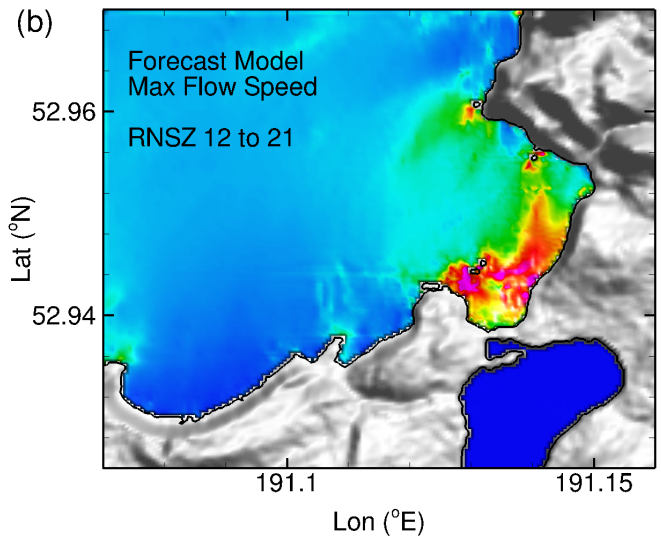 (b)
Forecast Model
Max Flow Speed
RNSZ 12 to 21
52.96
Lat (°N)
52.94
191.1
191.15
Lon (°E)